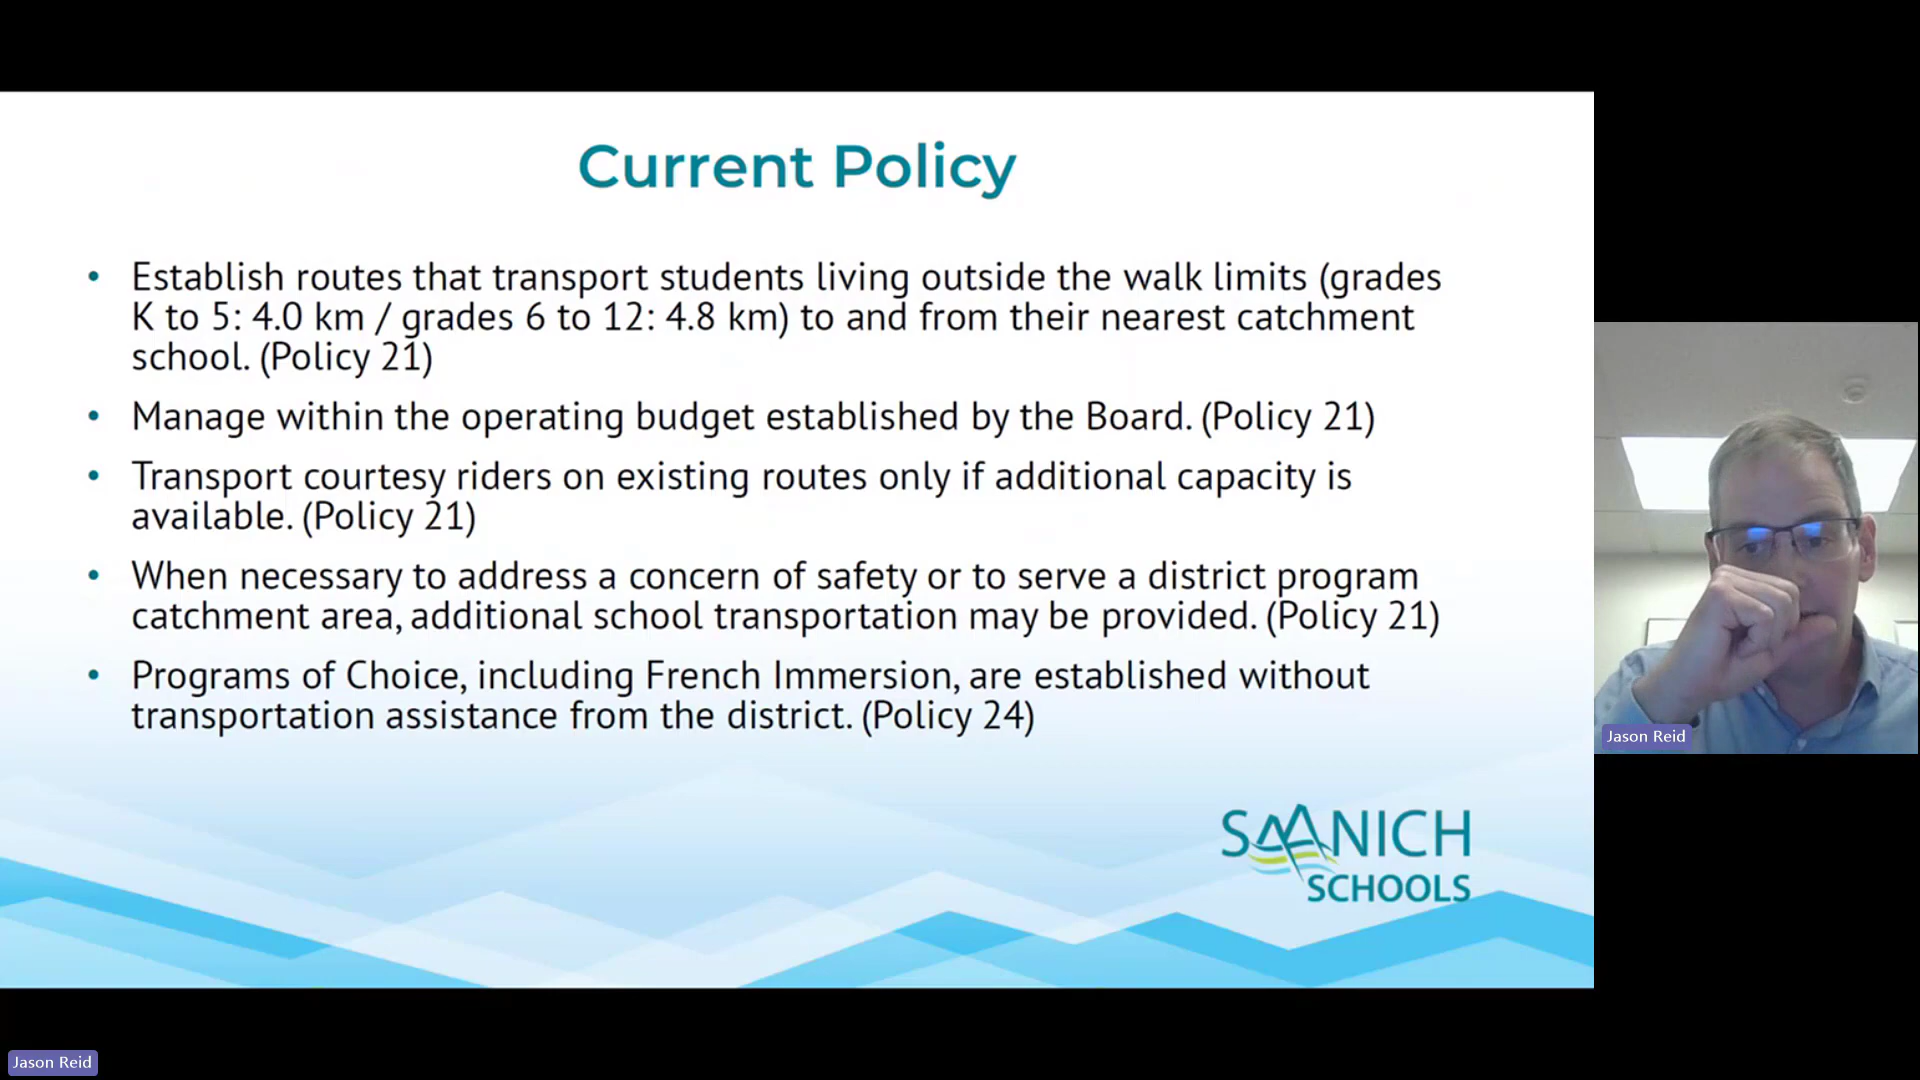 Current Policy
• Establish routes that transport students living outside the walk limits (grades
K to 5: 4.0 km / grades 6 to 12: 4.8 km) to and from their nearest catchment
school. (Policy 21)
• Manage within the operating budget established by the Board. (Policy 21)
• Transport courtesy riders on existing routes only if additional capacity is
available. (Policy 21)
• When necessary to address a concern of safety or to serve a district program
catchment area, additional school transportation may be provided. (Policy 21)
• Programs of Choice, including French Immersion, are established without
transportation assistance from the district. (Policy 24)
SAANICH
SCHOOLS
Jason Reid
Jason Reid